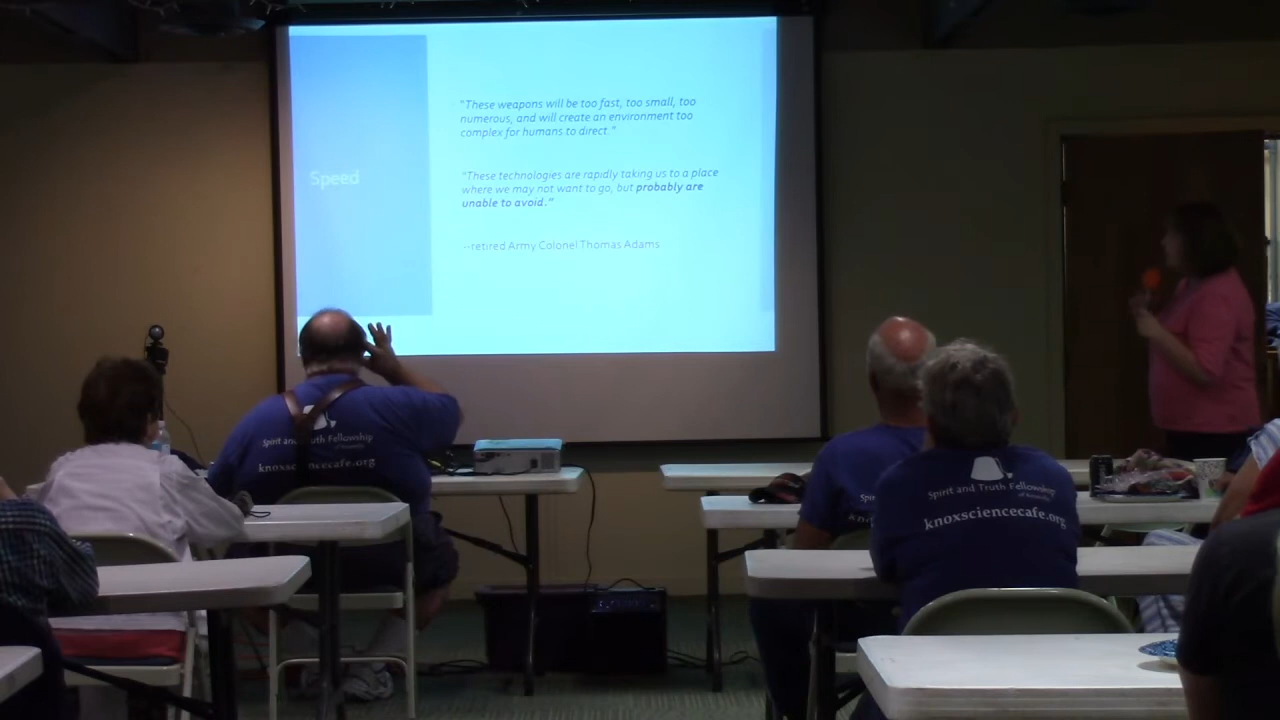 "These weapons will be too fast, too small, too
numerous, and will create an environment too
complex for humans to direct."
Speed
"These technologies are rapidly taking us to a place
where we may not want to go, but probably are
unable to avoid."
--retired Army Colonel Thomas Adams
Spirit and Truth Fellowship
knoxsciencecafe.org
Spirit and Truth Fellowship
knoxsciencecafe.org